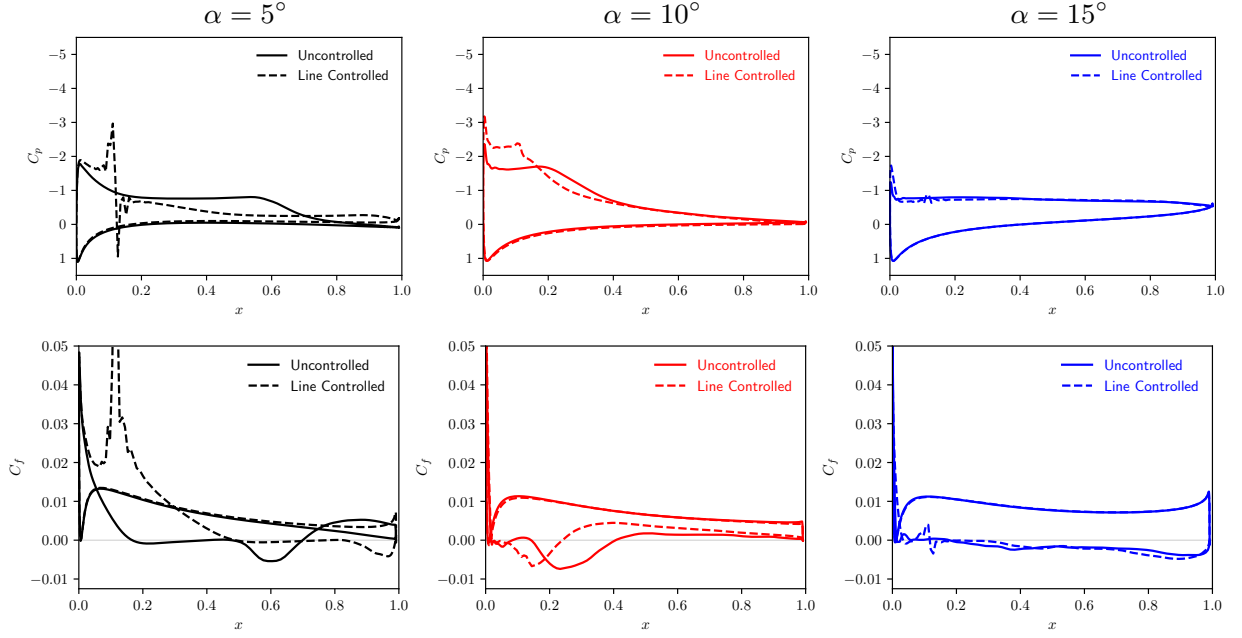 α = 5°
α = 10°
α = 15°
−5
−4
−3
−2
−1
0
1
C_p
0.0 0.2 0.4 0.6 0.8 1.0
x
Uncontrolled
Line Controlled
−5
−4
−3
−2
−1
0
1
C_p
0.0 0.2 0.4 0.6 0.8 1.0
x
Uncontrolled
Line Controlled
−5
−4
−3
−2
−1
0
1
C_p
0.0 0.2 0.4 0.6 0.8 1.0
x
Uncontrolled
Line Controlled
0.05
0.04
0.03
0.02
0.01
0.00
−0.01
C_f
0.0 0.2 0.4 0.6 0.8 1.0
x
Uncontrolled
Line Controlled
0.05
0.04
0.03
0.02
0.01
0.00
−0.01
C_f
0.0 0.2 0.4 0.6 0.8 1.0
x
Uncontrolled
Line Controlled
0.05
0.04
0.03
0.02
0.01
0.00
−0.01
C_f
0.0 0.2 0.4 0.6 0.8 1.0
x
Uncontrolled
Line Controlled